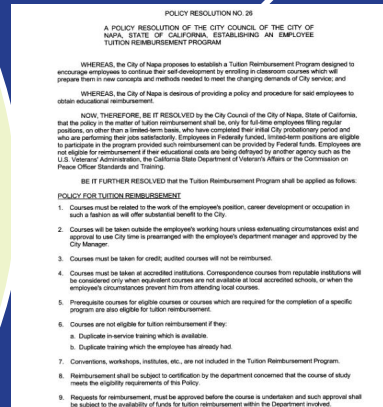 POLICY RESOLUTION NO. 26
A POLICY RESOLUTION OF THE CITY COUNCIL OF THE CITY OF
NAPA, STATE OF CALIFORNIA, ESTABLISHING AN EMPLOYEE
TUITION REIMBURSEMENT PROGRAM
WHEREAS, the City of Napa proposes to establish a Tuition Reimbursement Program designed to
encourage employees to continue their self-development by enrolling in classroom courses which will
prepare them in new concepts and methods needed to meet the changing demands of City service; and
WHEREAS, the City of Napa is desirous of providing a policy and procedure for said employees to
obtain educational reimbursement.
NOW, THEREFORE, BE IT RESOLVED by the City Council of the City of Napa, State of California,
that the policy in the matter of tuition reimbursement shall be, only for full-time employees filling regular
positions, on other than a limited-term basis, who have completed their initial City probationary period and
who are performing their jobs satisfactorily. Employees in Federally funded, limited-term positions are eligible
to participate in the program provided such reimbursement can be provided by Federal funds. Employees are
not eligible for reimbursement if their educational costs are being defrayed by another agency such as the
U.S. Veterans' Administration, the California State Department of Veteran's Affairs or the Commission on
Peace Officer Standards and Training.
BE IT FURTHER RESOLVED that the Tuition Reimbursement Program shall be applied as follows:
POLICY FOR TUITION REIMBURSEMENT
1. Courses must be related to the work of the employee's position, career development or occupation in
such a fashion as will offer substantial benefit to the City.
2. Courses will be taken outside the employee's working hours unless extenuating circumstances exist and
approval to use City time is prearranged with the employee's department manager and approved by the
City Manager.
3. Courses must be taken for credit; audited courses will not be reimbursed.
4. Courses must be taken at accredited institutions. Correspondence courses from reputable institutions will
be considered only when equivalent courses are not available at local accredited schools, or when the
employee's circumstances prevent him from attending local courses.
5. Prerequisite courses for eligible courses or courses which are required for the completion of a specific
program are also eligible for tuition reimbursement.
6. Courses are not eligible for tuition reimbursement if they:
a. Duplicate in-service training which is available.
b. Duplicate training which the employee has already had.
7. Conventions, workshops, institutes, etc., are not included in the Tuition Reimbursement Program.
8. Reimbursement shall be subject to certification by the department concerned that the course of study
meets the eligibility requirements of this Policy.
9. Requests for reimbursement, must be approved before the course is undertaken and such approval shall
be subject to the availability of funds for tuition reimbursement within the Department involved.